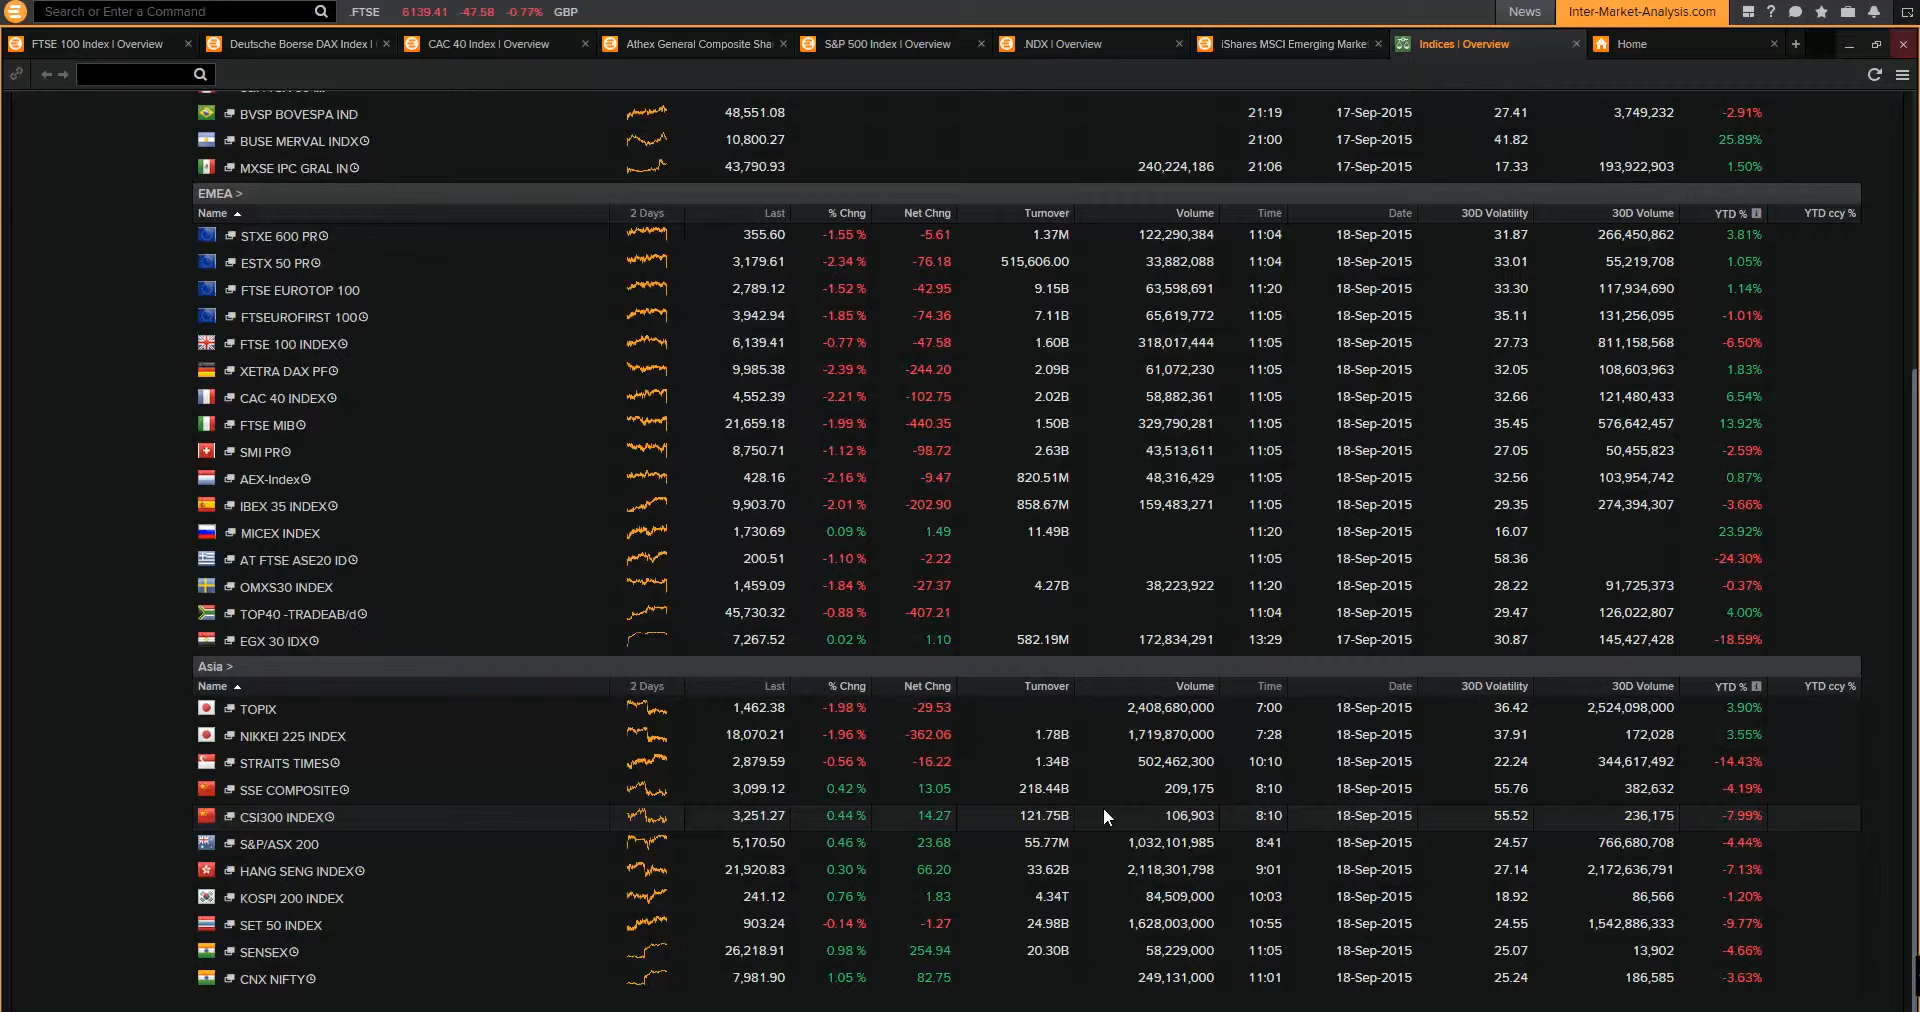 Search or Enter a Command .FTSE 6139.41 -47.58 -0.77% GBP News Inter-Market-Analysis.com
FTSE 100 Index | Overview Deutsche Boerse DAX Index | CAC 40 Index | Overview Athex General Composite Sha S&P 500 Index | Overview .NDX | Overview iShares MSCI Emerging Marke Indices | Overview Home
BVSP BOVESPA IND 48,551.08 21:19 17-Sep-2015 27.41 3,749,232 -2.91%
BUSE MERVAL INDX 10,800.27 21:00 17-Sep-2015 41.82 25.89%
MXSE IPC GRAL IN 43,790.93 240,224,186 21:06 17-Sep-2015 17.33 193,922,903 1.50%
EMEA >
Name 2 Days Last % Chng Net Chng Turnover Volume Time Date 30D Volatility 30D Volume YTD % YTD ccy %
STXE 600 PR 355.60 -1.55 % -5.61 1.37M 122,290,384 11:04 18-Sep-2015 31.87 266,450,862 3.81%
ESTX 50 PR 3,179.61 -2.34 % -76.18 515,606.00 33,882,088 11:04 18-Sep-2015 33.01 55,219,708 1.05%
FTSE EUROTOP 100 2,789.12 -1.52 % -42.95 9.15B 63,598,691 11:20 18-Sep-2015 33.30 117,934,690 1.14%
FTSEUROFIRST 100 3,942.94 -1.85 % -74.36 7.11B 65,619,772 11:05 18-Sep-2015 35.11 131,256,095 -1.01%
FTSE 100 INDEX 6,139.41 -0.77 % -47.58 1.60B 318,017,444 11:05 18-Sep-2015 27.73 811,158,568 -6.50%
XETRA DAX PF 9,985.38 -2.39 % -244.20 2.09B 61,072,230 11:05 18-Sep-2015 32.05 108,603,963 1.83%
CAC 40 INDEX 4,552.39 -2.21 % -102.75 2.02B 58,882,361 11:05 18-Sep-2015 32.66 121,480,433 6.54%
FTSE MIB 21,659.18 -1.99 % -440.35 1.50B 329,790,281 11:05 18-Sep-2015 35.45 576,642,457 13.92%
SMI PR 8,750.71 -1.12 % -98.72 2.63B 43,513,611 11:05 18-Sep-2015 27.05 50,455,823 -2.59%
AEX-Index 428.16 -2.16 % -9.47 820.51M 48,316,429 11:05 18-Sep-2015 32.56 103,954,742 0.87%
IBEX 35 INDEX 9,903.70 -2.01 % -202.90 858.67M 159,483,271 11:05 18-Sep-2015 29.35 274,394,307 -3.66%
MICEX INDEX 1,730.69 0.09 % 1.49 11.49B 11:20 18-Sep-2015 16.07 23.92%
AT FTSE ASE20 ID 200.51 -1.10 % -2.22 11:05 18-Sep-2015 58.36 -24.30%
OMXS30 INDEX 1,459.09 -1.84 % -27.37 4.27B 38,223,922 11:20 18-Sep-2015 28.22 91,725,373 -0.37%
TOP40 -TRADEAB/d 45,730.32 -0.88 % -407.21 11:04 18-Sep-2015 29.47 126,022,807 4.00%
EGX 30 IDX 7,267.52 0.02 % 1.10 582.19M 172,834,291 13:29 17-Sep-2015 30.87 145,427,428 -18.59%
Asia >
Name 2 Days Last % Chng Net Chng Turnover Volume Time Date 30D Volatility 30D Volume YTD % YTD ccy %
TOPIX 1,462.38 -1.98 % -29.53 2,408,680,000 7:00 18-Sep-2015 36.42 2,524,098,000 3.90%
NIKKEI 225 INDEX 18,070.21 -1.96 % -362.06 1.78B 1,719,870,000 7:28 18-Sep-2015 37.91 172,028 3.55%
STRAITS TIMES 2,879.59 -0.56 % -16.22 1.34B 502,462,300 10:10 18-Sep-2015 22.24 344,617,492 -14.43%
SSE COMPOSITE 3,099.12 0.42 % 13.05 218.44B 209,175 8:10 18-Sep-2015 55.76 382,632 -4.19%
CSI300 INDEX 3,251.27 0.44 % 14.27 121.75B 106,903 8:10 18-Sep-2015 55.52 236,175 -7.99%
S&P/ASX 200 5,170.50 0.46 % 23.68 55.77M 1,032,101,985 8:41 18-Sep-2015 24.57 766,680,708 -4.44%
HANG SENG INDEX 21,920.83 0.30 % 66.20 33.62B 2,118,301,798 9:01 18-Sep-2015 27.14 2,172,636,791 -7.13%
KOSPI 200 INDEX 241.12 0.76 % 1.83 4.34T 84,509,000 10:03 18-Sep-2015 18.92 86,566 -1.20%
SET 50 INDEX 903.24 -0.14 % -1.27 24.98B 1,628,003,000 10:55 18-Sep-2015 24.55 1,542,886,333 -9.77%
SENSEX 26,218.91 0.98 % 254.94 20.30B 58,229,000 11:05 18-Sep-2015 25.07 13,902 -4.66%
CNX NIFTY 7,981.90 1.05 % 82.75 249,131,000 11:01 18-Sep-2015 25.24 186,585 -3.63%